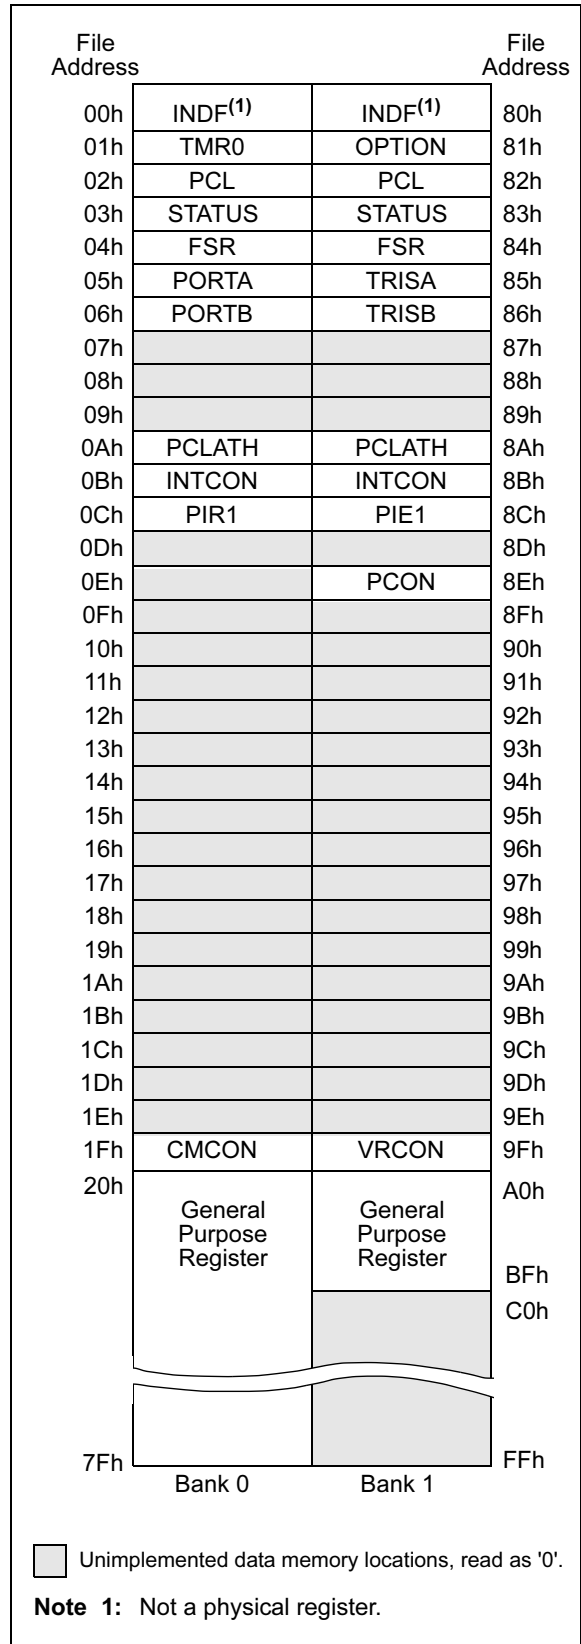 File Address File Address
00h INDF(1) INDF(1) 80h
01h TMR0 OPTION 81h
02h PCL PCL 82h
03h STATUS STATUS 83h
04h FSR FSR 84h
05h PORTA TRISA 85h
06h PORTB TRISB 86h
07h 87h
08h 88h
09h 89h
0Ah PCLATH PCLATH 8Ah
0Bh INTCON INTCON 8Bh
0Ch PIR1 PIE1 8Ch
0Dh 8Dh
0Eh PCON 8Eh
0Fh 8Fh
10h 90h
11h 91h
12h 92h
13h 93h
14h 94h
15h 95h
16h 96h
17h 97h
18h 98h
19h 99h
1Ah 9Ah
1Bh 9Bh
1Ch 9Ch
1Dh 9Dh
1Eh 9Eh
1Fh CMCON VRCON 9Fh
20h A0h
General General
Purpose Purpose
Register Register
BFh
C0h
7Fh FFh
Bank 0 Bank 1
Unimplemented data memory locations, read as '0'.
Note 1: Not a physical register.